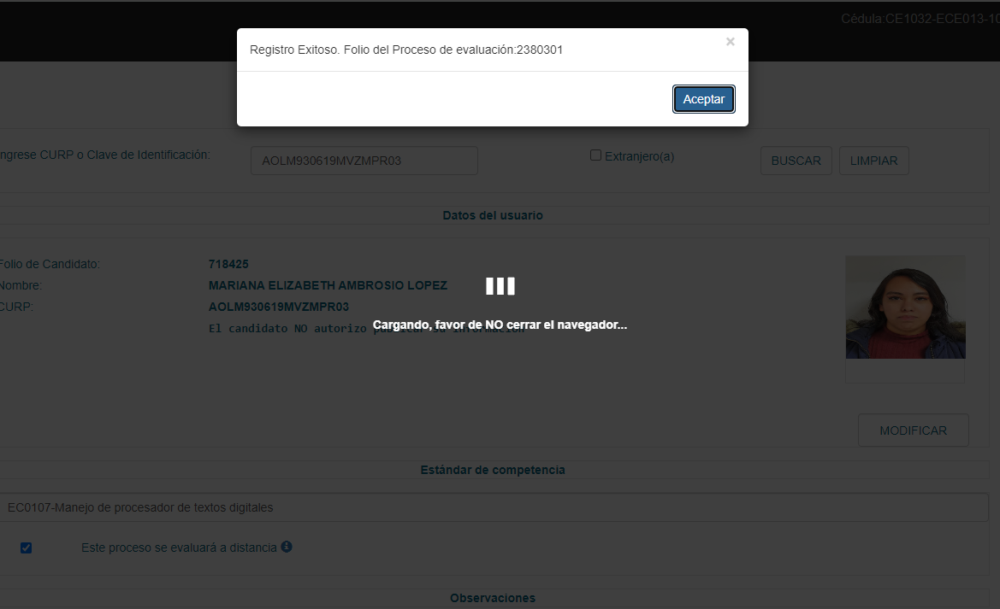 Cédula:CE1032-ECE013-10
Registro Exitoso. Folio del Proceso de evaluación:2380301
×
Aceptar
ngrese CURP o Clave de Identificación:
AOLM930619MVZMPR03
Extranjero(a)
BUSCAR
LIMPIAR
Datos del usuario
Folio de Candidato:
718425
Nombre:
MARIANA ELIZABETH AMBROSIO LOPEZ
CURP:
AOLM930619MVZMPR03
El candidato NO autorizo publicar su información
Cargando, favor de NO cerrar el navegador...
MODIFICAR
Estándar de competencia
EC0107-Manejo de procesador de textos digitales
Este proceso se evaluará a distancia
Observaciones